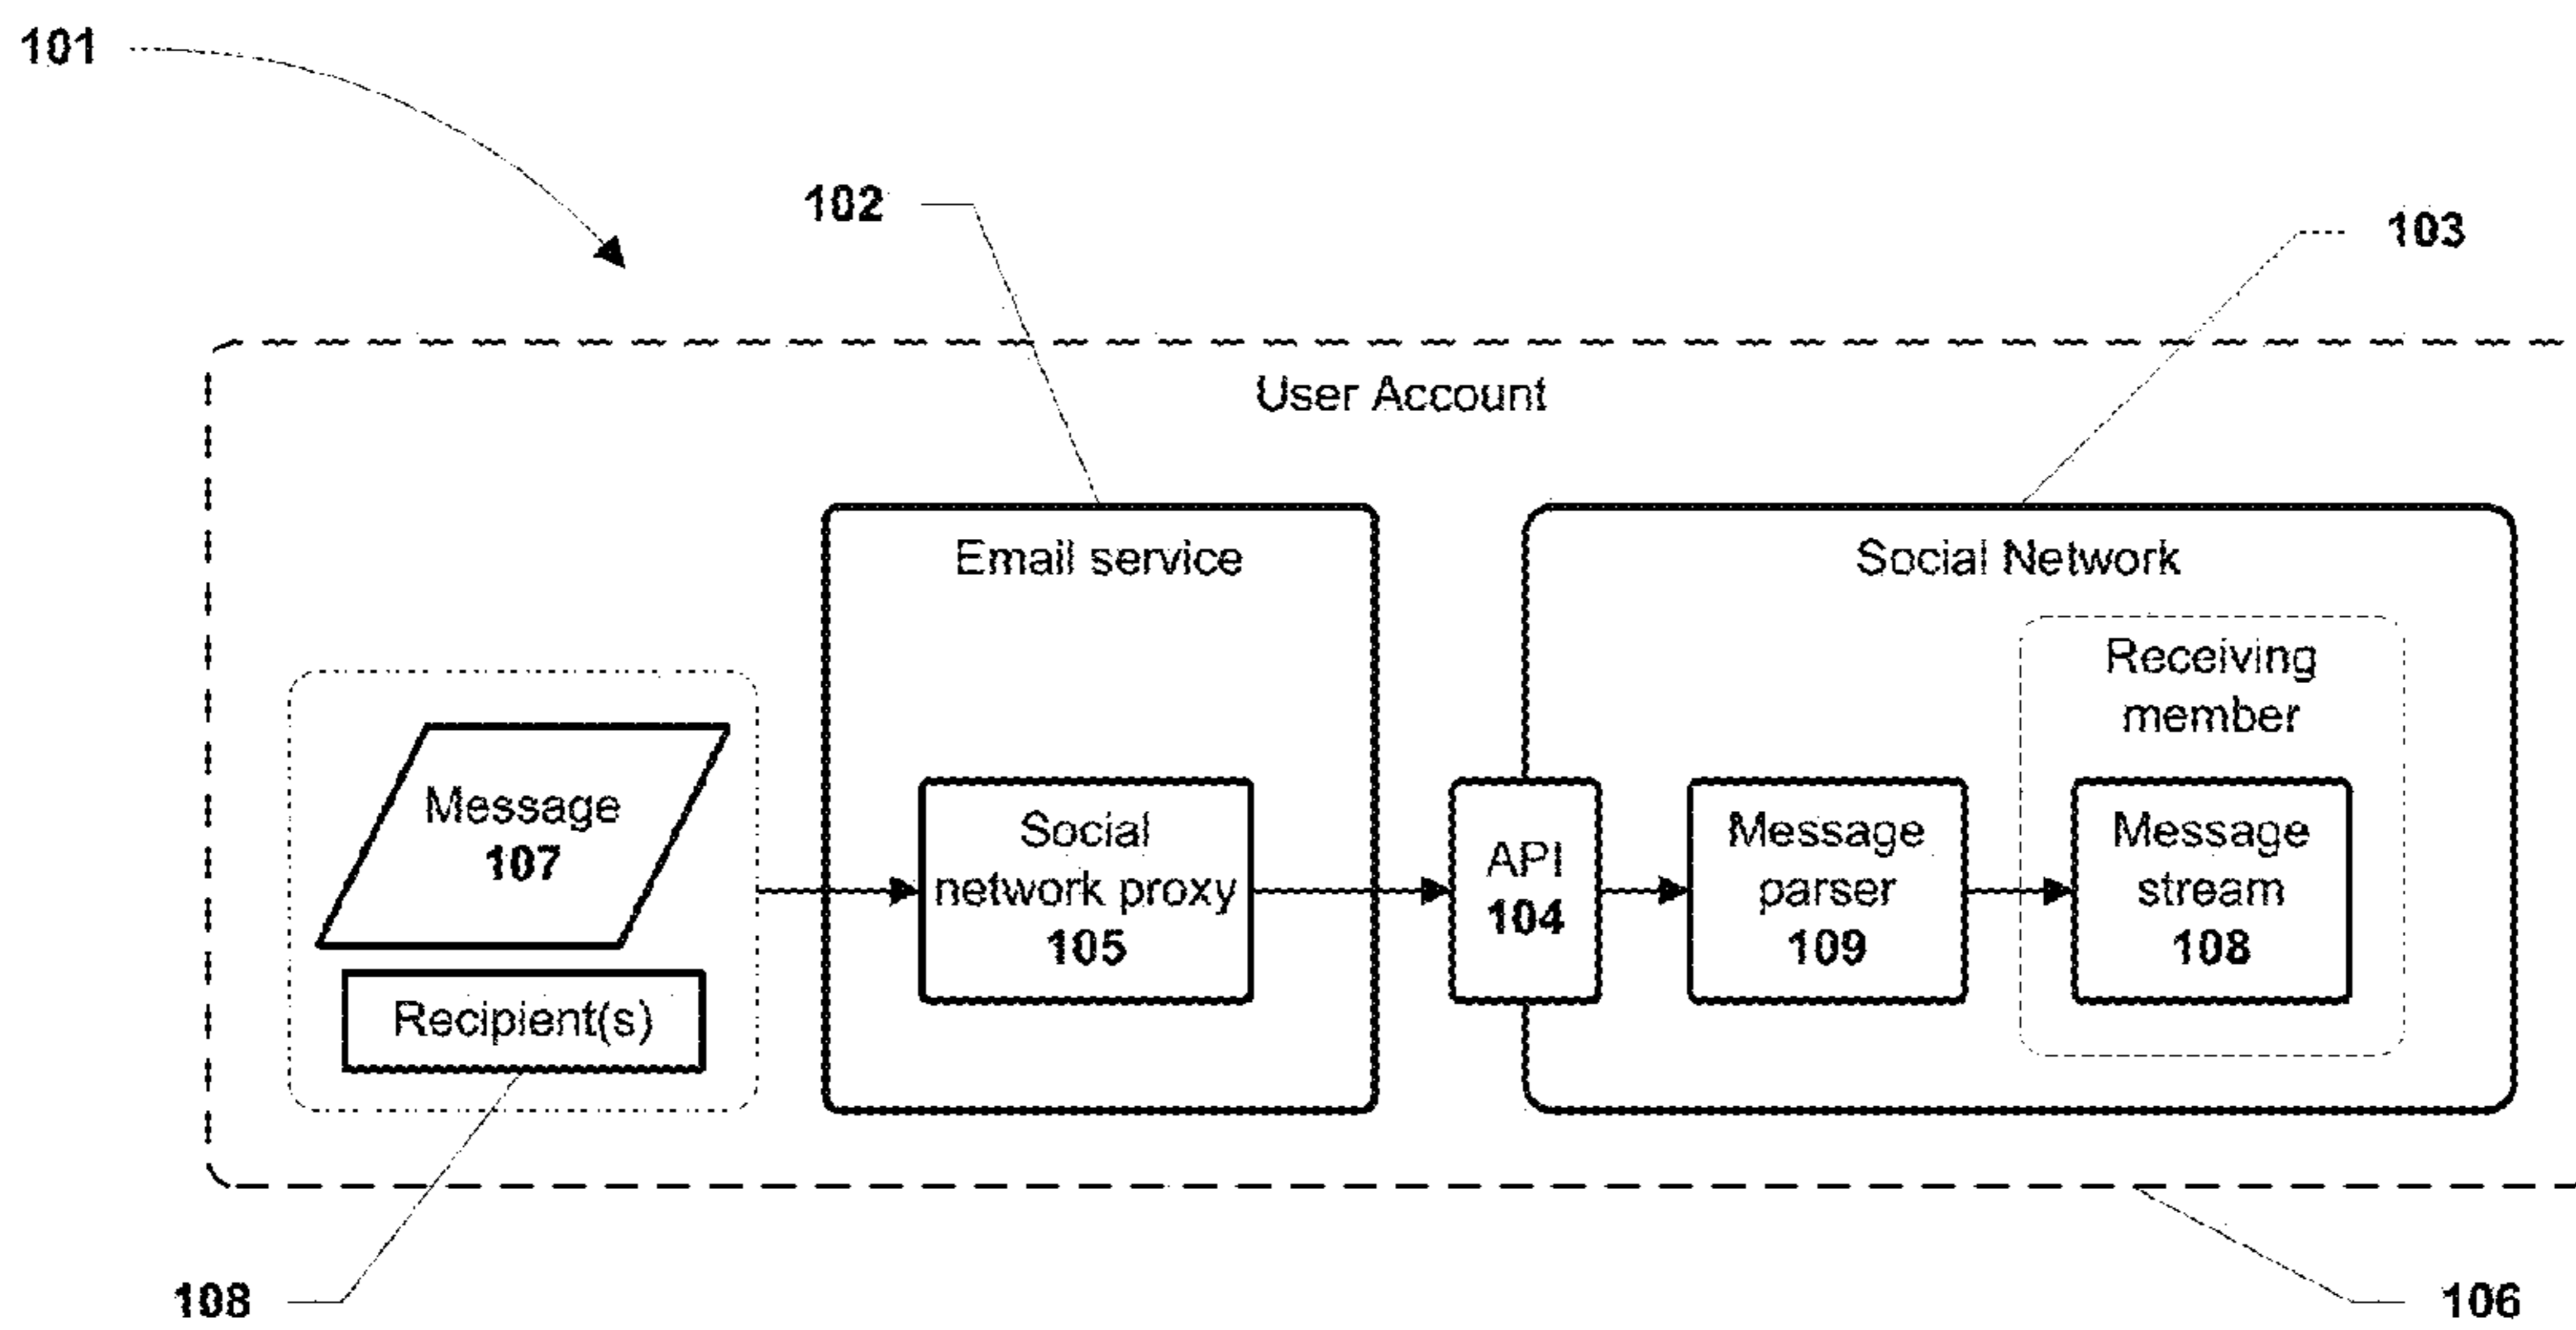 101
102
103
User Account
Email service
Social Network
Receiving
member
Message
107
Recipient(s)
Social
network proxy
105
API
104
Message
parser
109
Message
stream
108
108
106